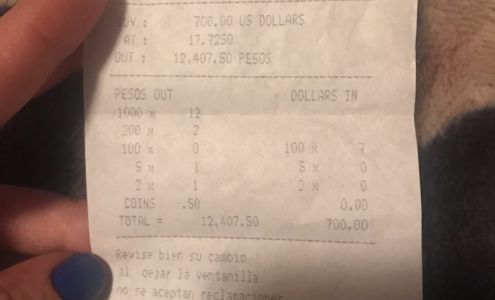 BUY : 700.00 US DOLLARS
AT : 17.7250
OUT : 12,407.50 PESOS
PESOS OUT DOLLARS IN
1000 x 12
200 x 2
100 x 0 100 x 7
5 x 1 5 x 0
2 x 1 2 x 0
COINS .50 0.00
TOTAL = 12,407.50 700.00
Revise bien su cambio
al dejar la ventanilla
no se aceptan reclamaciones